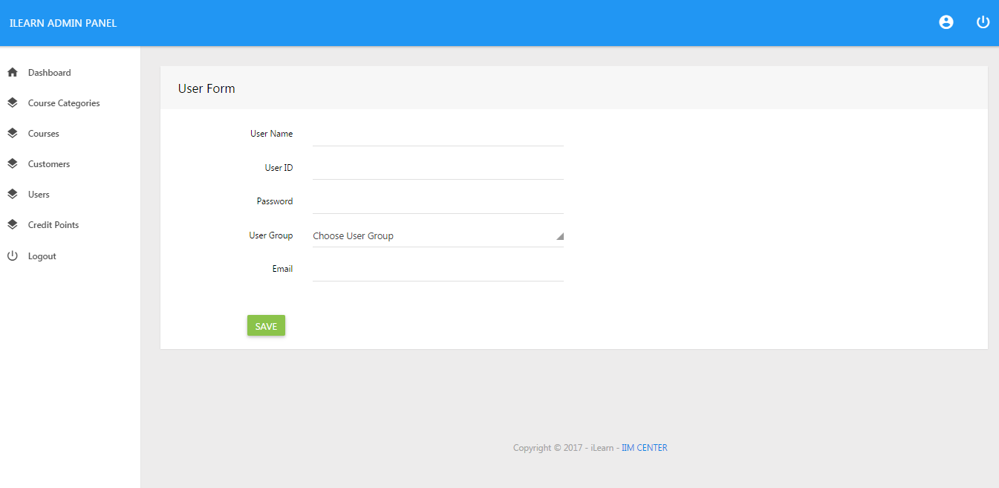 ILEARN ADMIN PANEL
Dashboard
Course Categories
Courses
Customers
Users
Credit Points
Logout
User Form
User Name
User ID
Password
User Group Choose User Group
Email
SAVE
Copyright © 2017 - iLearn - IIM CENTER